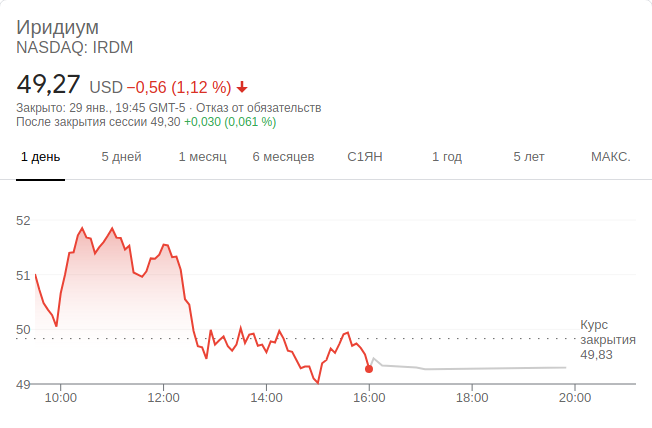 Иридиум
NASDAQ: IRDM
49,27 USD −0,56 (1,12 %)
Закрыто: 29 янв., 19:45 GMT-5 · Отказ от обязательств
После закрытия сессии 49,30 +0,030 (0,061 %)
1 день 5 дней 1 месяц 6 месяцев С1ЯН 1 год 5 лет МАКС.
52
51
50
49
Курс
закрытия
49,83
10:00 12:00 14:00 16:00 18:00 20:00